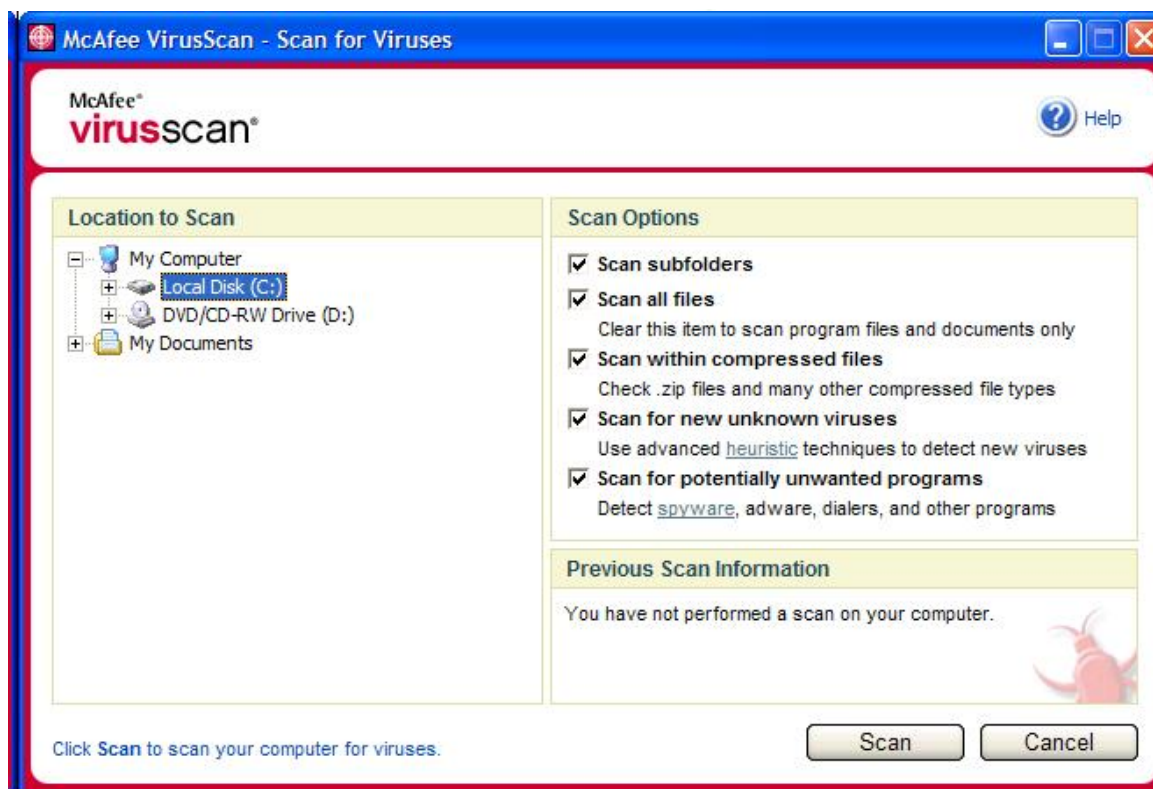 McAfee VirusScan - Scan for Viruses
McAfee®
virusscan®
Help
Location to Scan
My Computer
Local Disk (C:)
DVD/CD-RW Drive (D:)
My Documents
Scan Options
Scan subfolders
Scan all files
Clear this item to scan program files and documents only
Scan within compressed files
Check .zip files and many other compressed file types
Scan for new unknown viruses
Use advanced heuristic techniques to detect new viruses
Scan for potentially unwanted programs
Detect spyware, adware, dialers, and other programs
Previous Scan Information
You have not performed a scan on your computer.
Click Scan to scan your computer for viruses.
Scan
Cancel